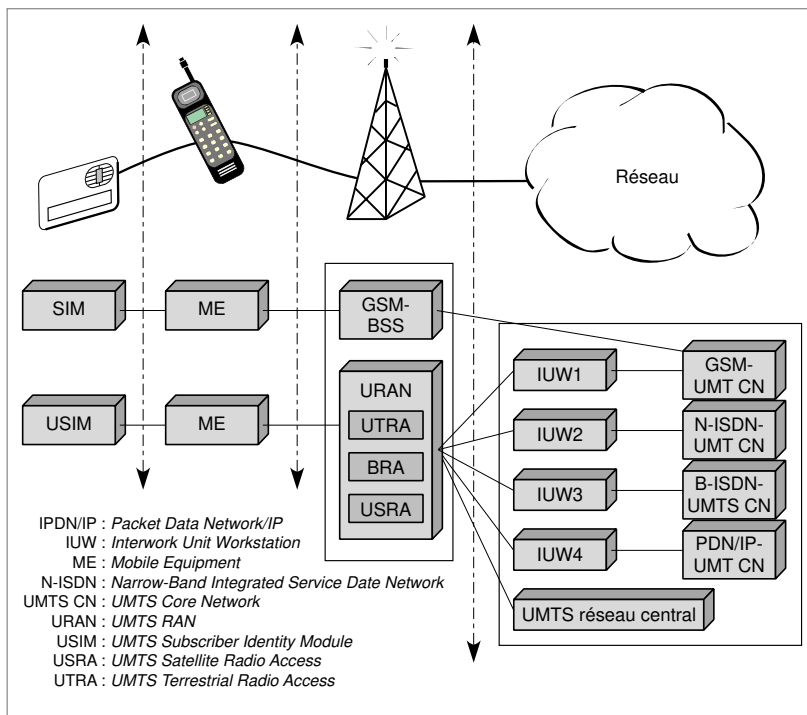 Réseau
SIM
ME
GSM-
BSS
USIM
ME
URAN
UTRA
BRA
USRA
IUW1
GSM-
UMT CN
IUW2
N-ISDN-
UMT CN
IUW3
B-ISDN-
UMTS CN
IUW4
PDN/IP-
UMT CN
UMTS réseau central
IPDN/IP : Packet Data Network/IP
IUW : Interwork Unit Workstation
ME : Mobile Equipment
N-ISDN : Narrow-Band Integrated Service Date Network
UMTS CN : UMTS Core Network
URAN : UMTS RAN
USIM : UMTS Subscriber Identity Module
USRA : UMTS Satellite Radio Access
UTRA : UMTS Terrestrial Radio Access